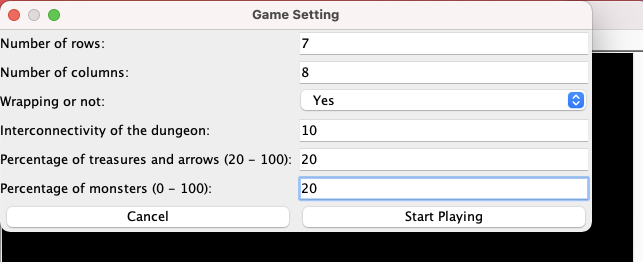 Game Setting
Number of rows: 7
Number of columns: 8
Wrapping or not: Yes
Interconnectivity of the dungeon: 10
Percentage of treasures and arrows (20 - 100): 20
Percentage of monsters (0 - 100): 20
Cancel Start Playing